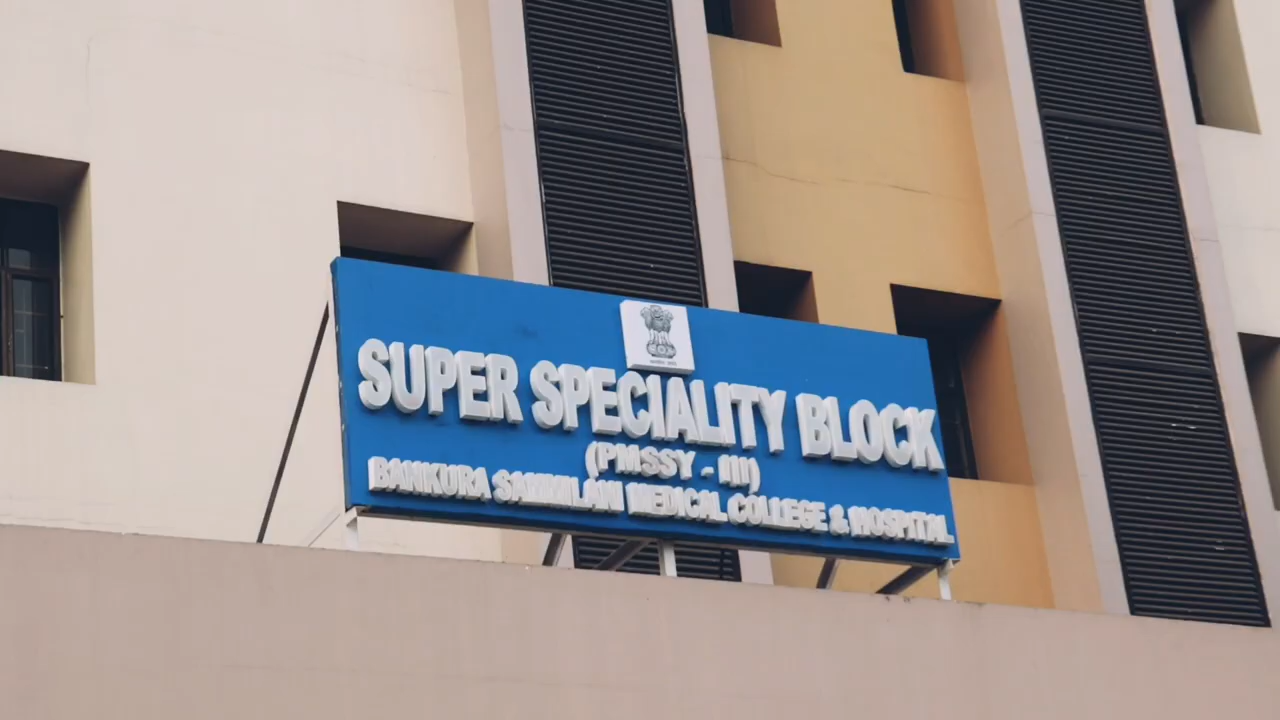 SUPER SPECIALITY BLOCK
(PMSSY - III)
BANKURA SAMMILANI MEDICAL COLLEGE & HOSPITAL